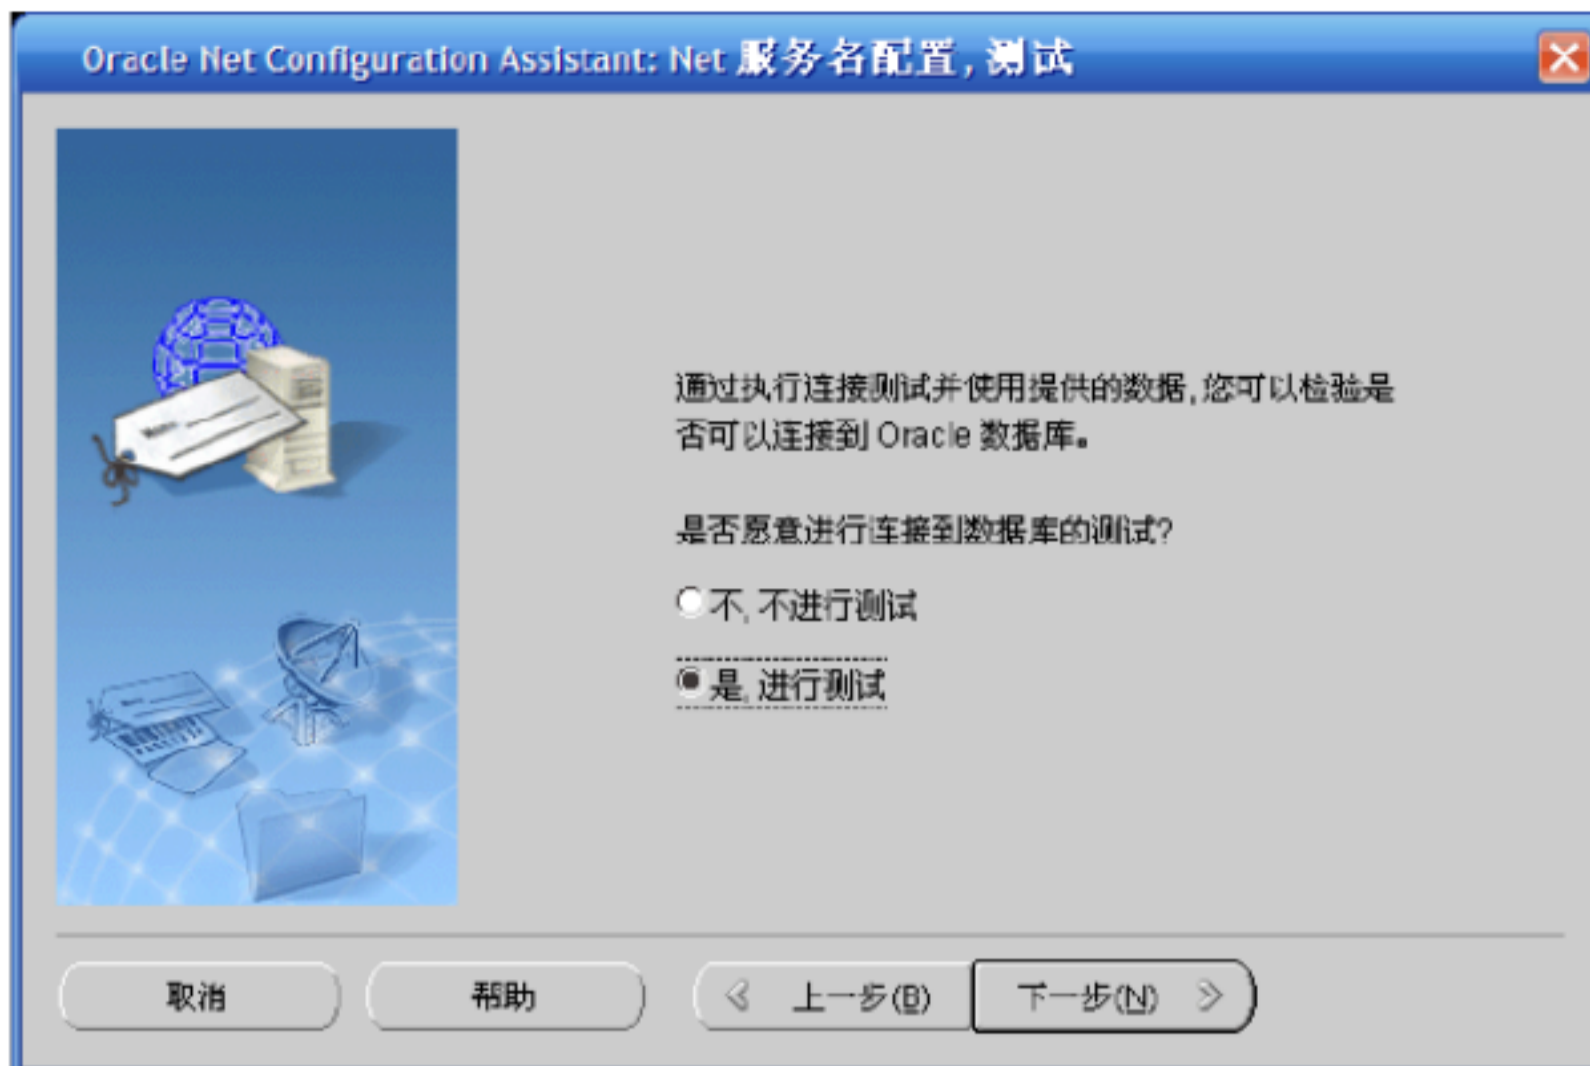 Oracle Net Configuration Assistant: Net 服务名配置, 测试
通过执行连接测试并使用提供的数据, 您可以检验是
否可以连接到 Oracle 数据库。
是否愿意进行连接到数据库的测试?
不, 不进行测试
是, 进行测试
取消
帮助
上一步(B)
下一步(N)